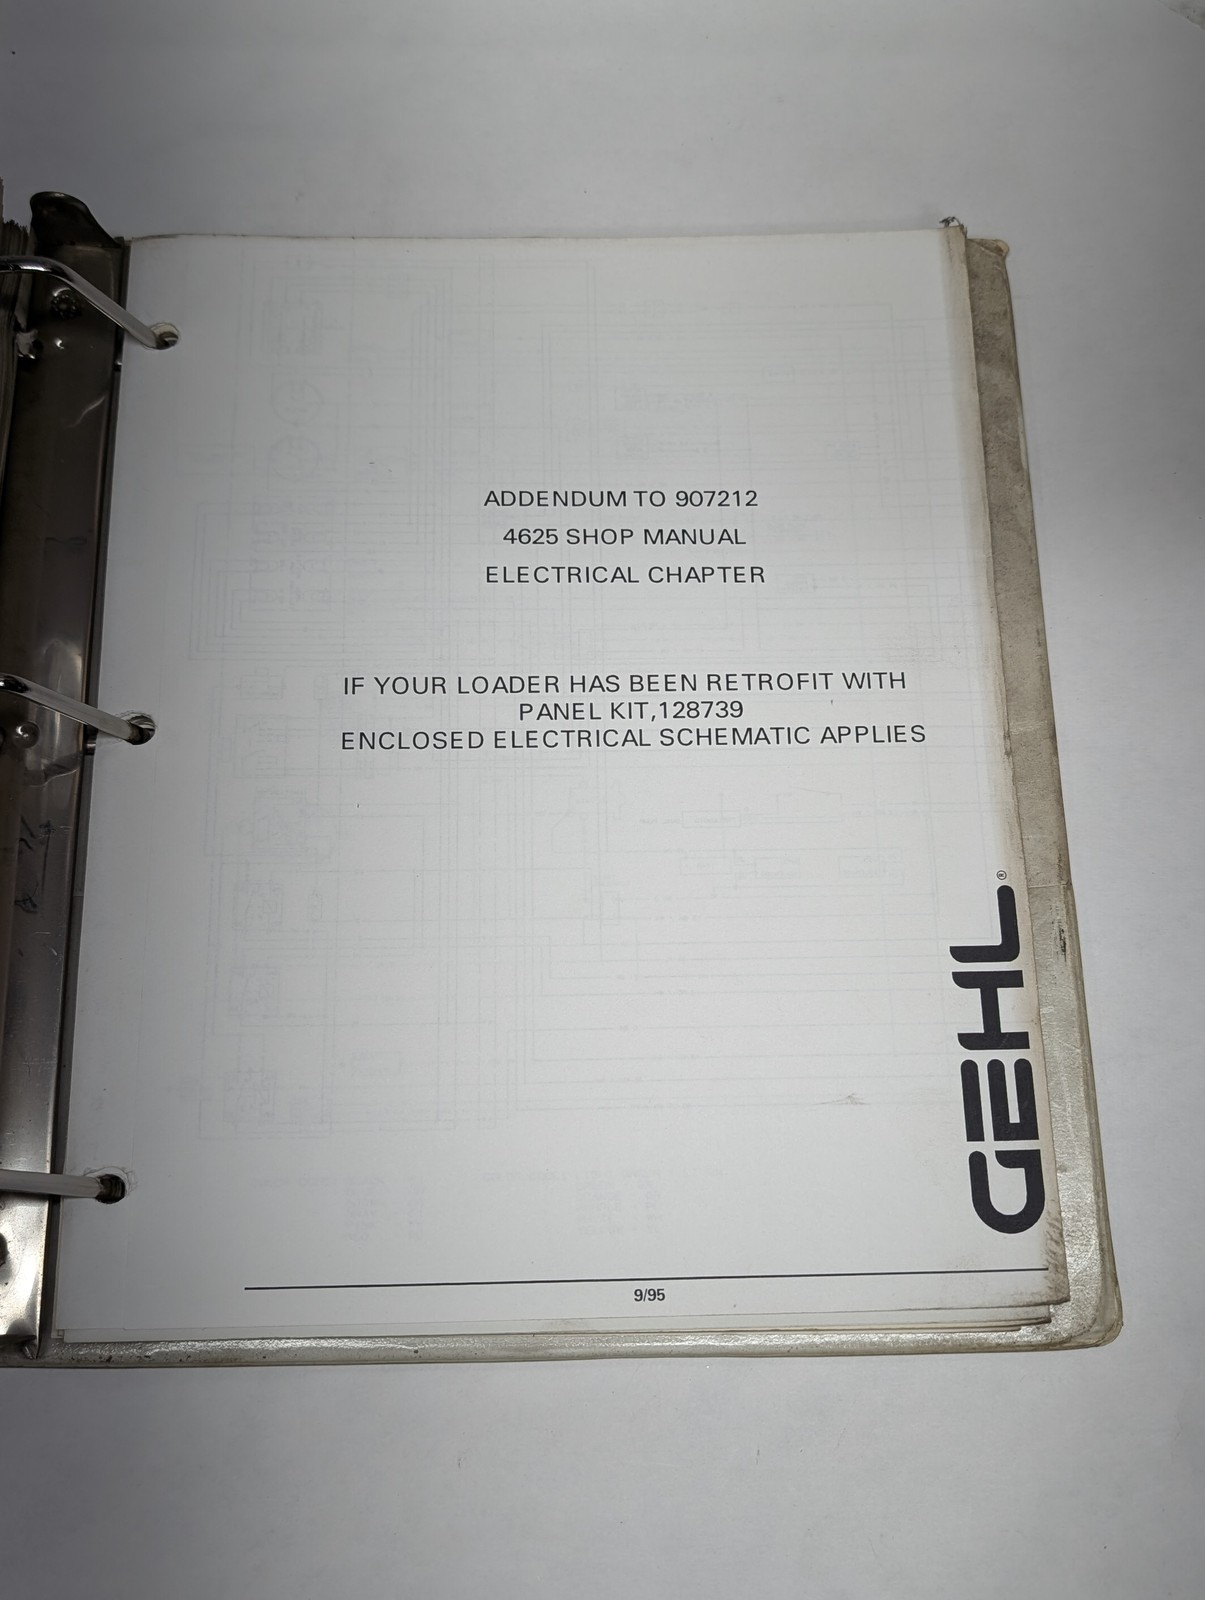 ADDENDUM TO 907212
4625 SHOP MANUAL
ELECTRICAL CHAPTER
IF YOUR LOADER HAS BEEN RETROFIT WITH
PANEL KIT,128739
ENCLOSED ELECTRICAL SCHEMATIC APPLIES
GEHL®
9/95